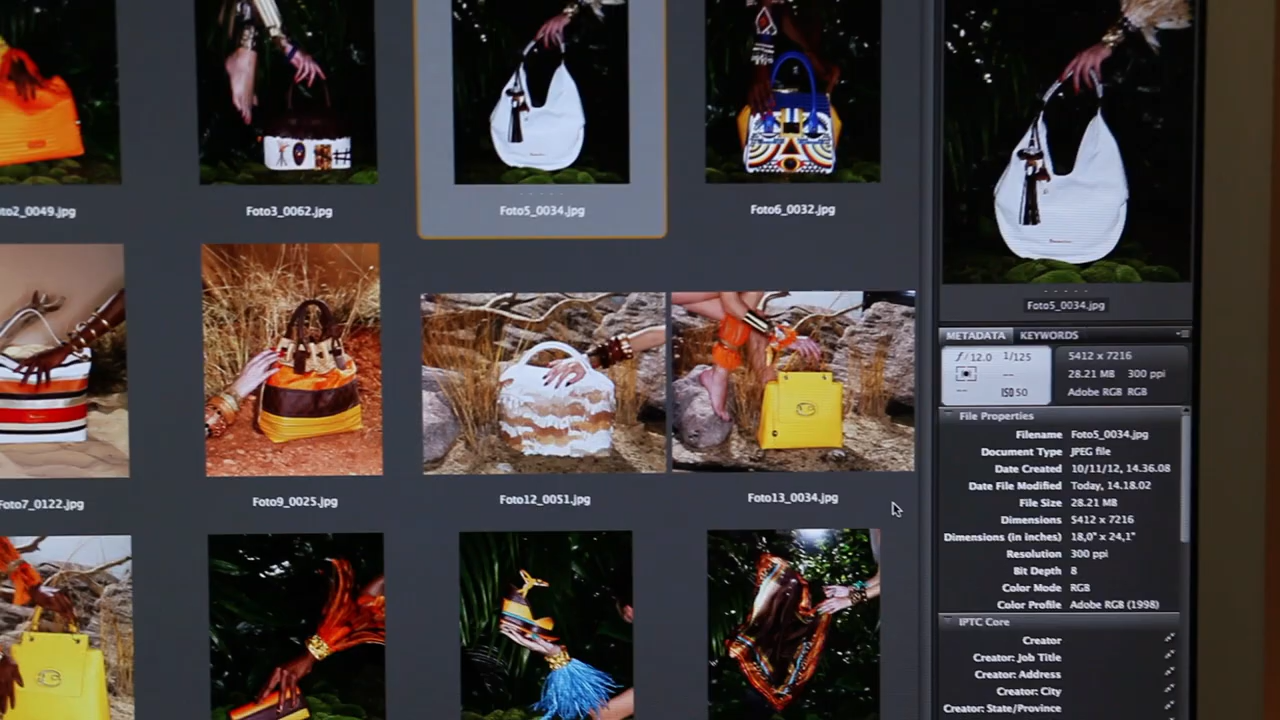 to2_0049.jpg
Foto3_0062.jpg
Foto5_0034.jpg
Foto6_0032.jpg
Foto7_0122.jpg
Foto9_0025.jpg
Foto12_0051.jpg
Foto13_0034.jpg
Foto5_0034.jpg
METADATA KEYWORDS
f/12.0 1/125
--
-- ISO 50
5412 x 7216
28.21 MB 300 ppi
Adobe RGB RGB
File Properties
Filename Foto5_0034.jpg
Document Type JPEG file
Date Created 10/11/12, 14.36.08
Date File Modified Today, 14.18.02
File Size 28.21 MB
Dimensions 5412 x 7216
Dimensions (in inches) 18,0" x 24,1"
Resolution 300 ppi
Bit Depth 8
Color Mode RGB
Color Profile Adobe RGB (1998)
IPTC Core
Creator
Creator: Job Title
Creator: Address
Creator: City
Creator: State/Province